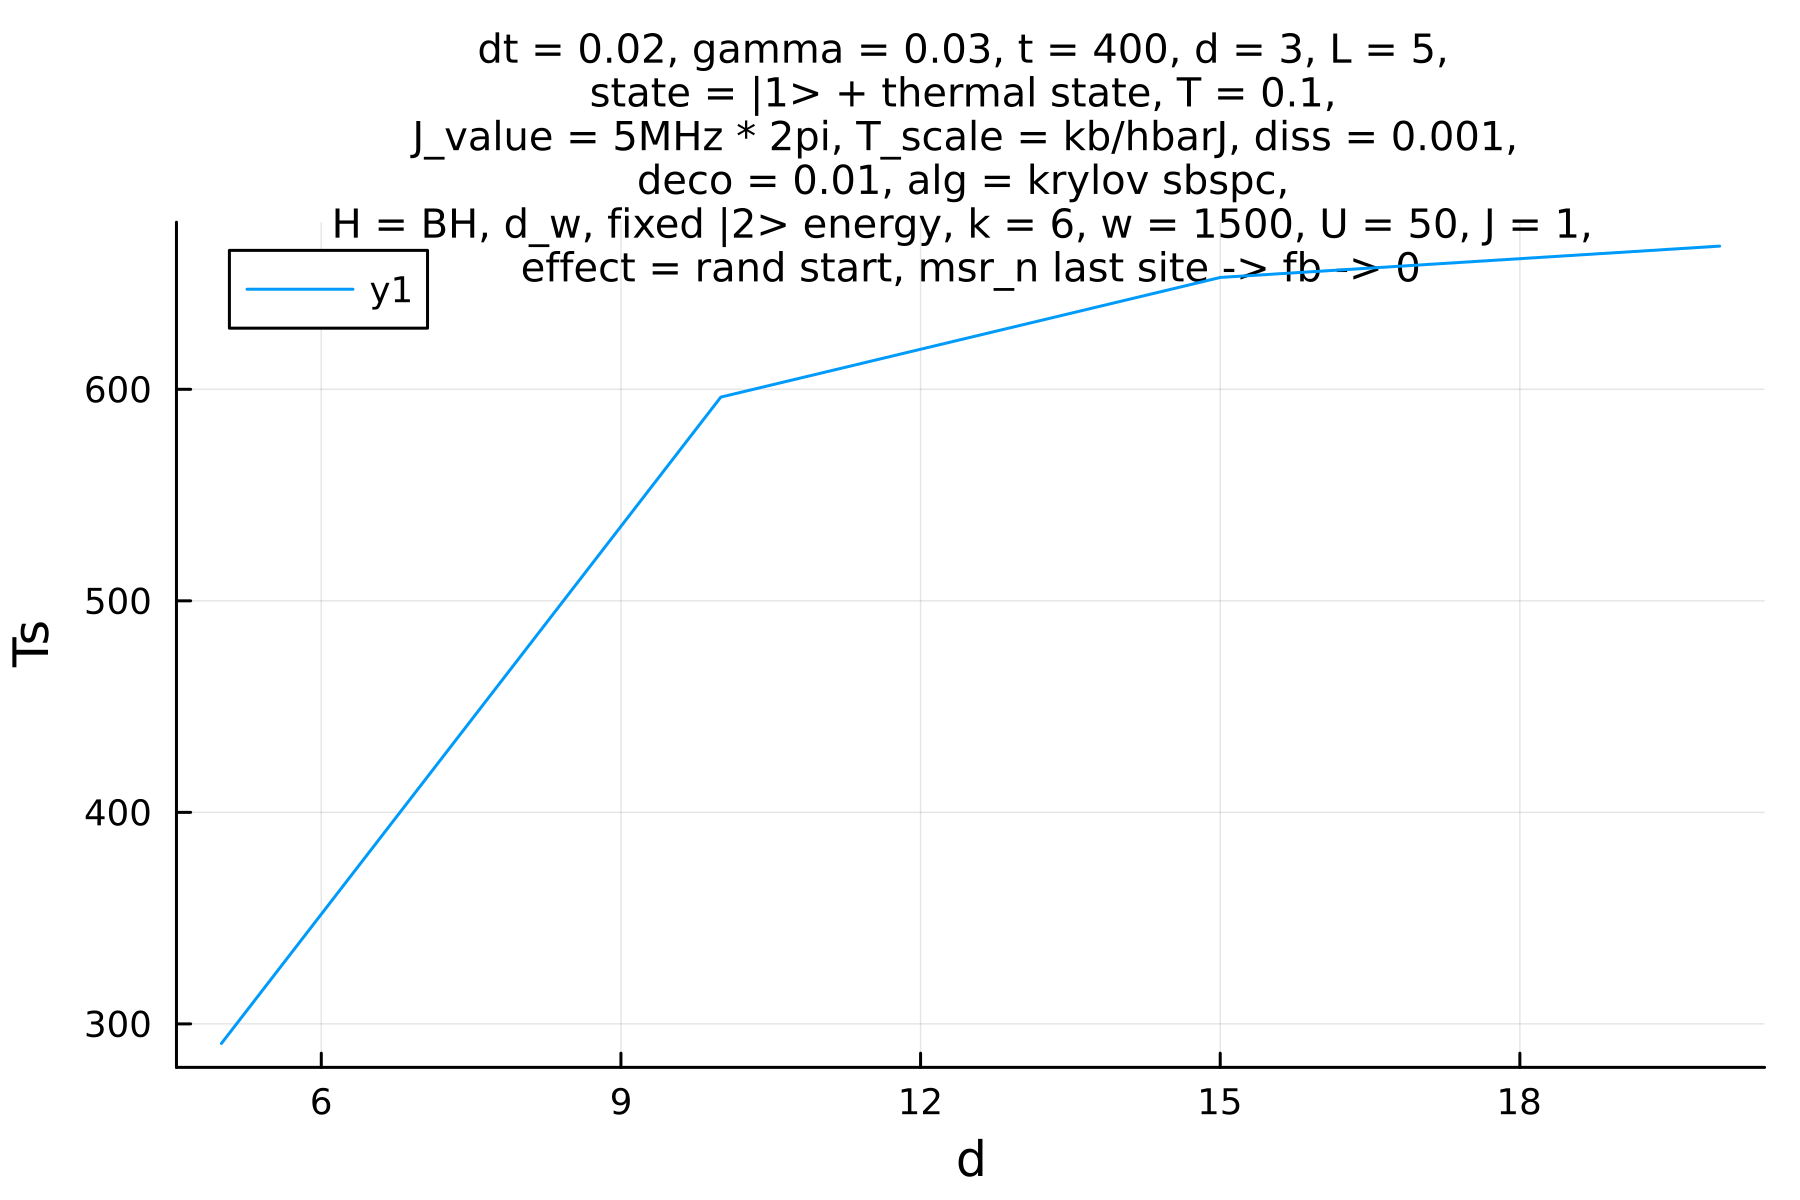 dt = 0.02, gamma = 0.03, t = 400, d = 3, L = 5,
state = |1> + thermal state, T = 0.1,
J_value = 5MHz * 2pi, T_scale = kb/hbarJ, diss = 0.001,
deco = 0.01, alg = krylov sbspc,
H = BH, d_w, fixed |2> energy, k = 6, w = 1500, U = 50, J = 1,
effect = rand start, msr_n last site -> fb -> 0
y1
600
500
400
300
Ts
6 9 12 15 18
d